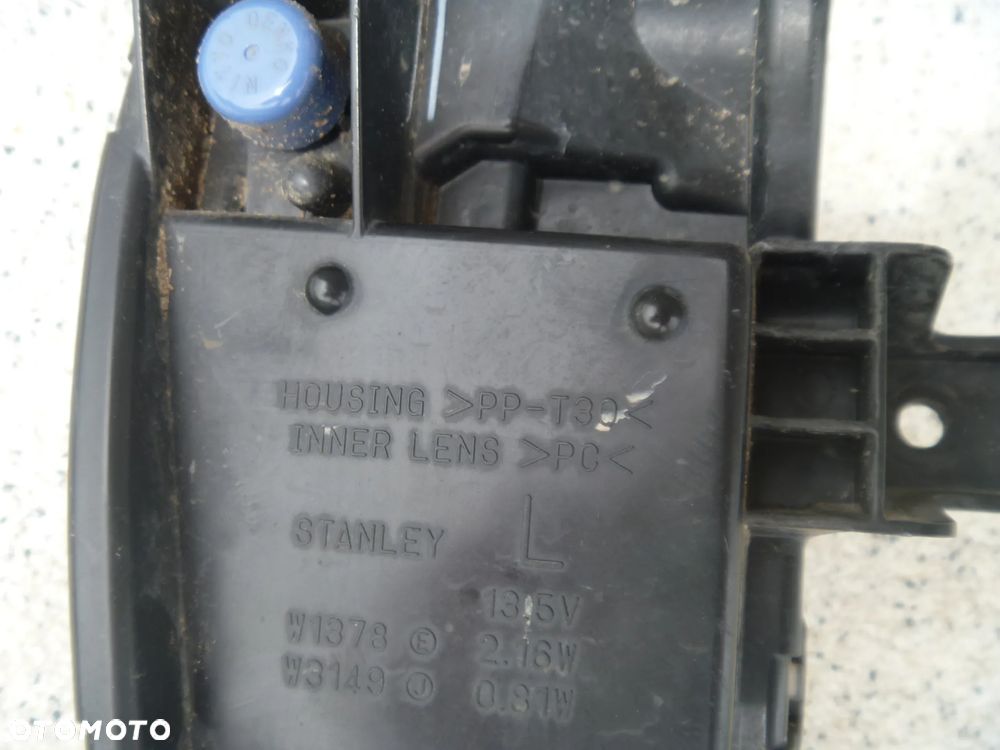 HOUSING >PP-T30<
INNER LENS >PC<
STANLEY L
13.5V
W1378 E 2.16W
W3149 J 0.81W
OTOMOTO